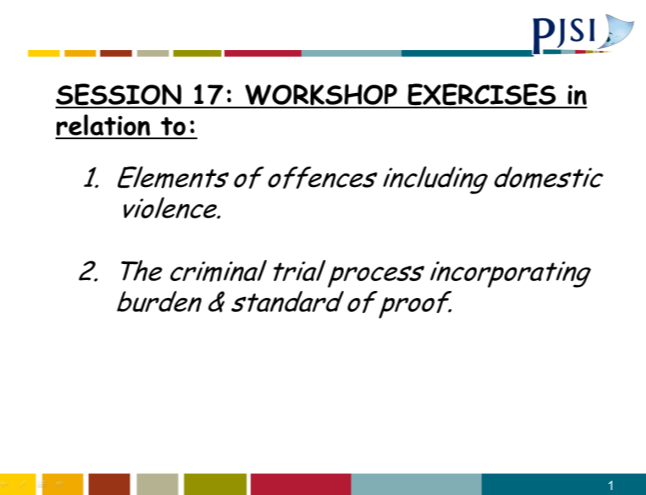 PJSI
SESSION 17: WORKSHOP EXERCISES in
relation to:
1. Elements of offences including domestic
violence.
2. The criminal trial process incorporating
burden & standard of proof.
1